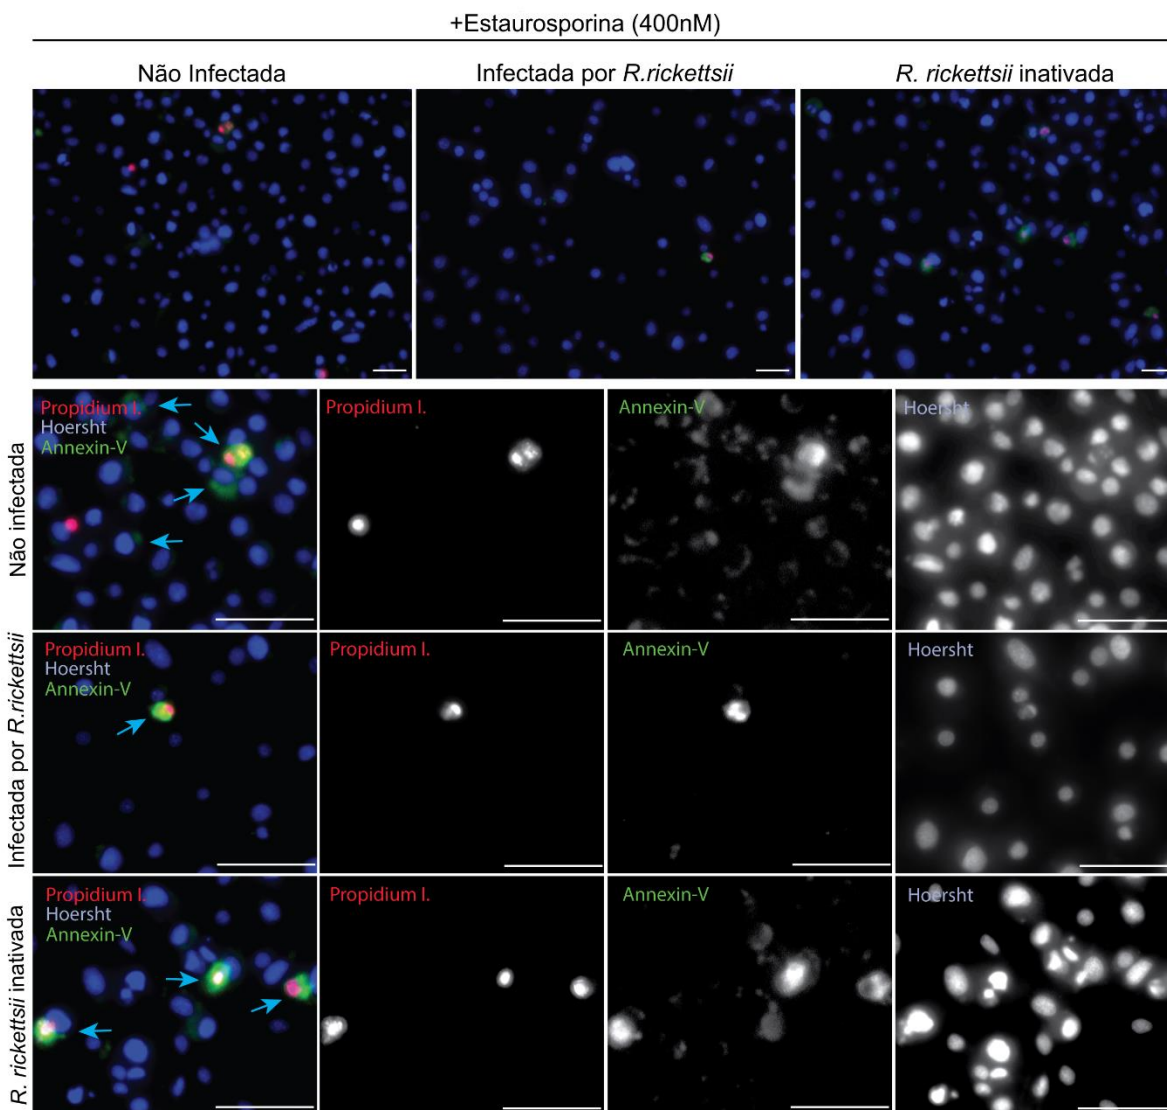 +Estaurosporina (400nM)
Não Infectada
Infectada por R.rickettsii
R. rickettsii inativada
Não infectada
Propidium I.
Hoersht
Annexin-V
Propidium I.
Annexin-V
Hoersht
Infectada por R.rickettsii
Propidium I.
Hoersht
Annexin-V
Propidium I.
Annexin-V
Hoersht
R. rickettsii inativada
Propidium I.
Hoersht
Annexin-V
Propidium I.
Annexin-V
Hoersht